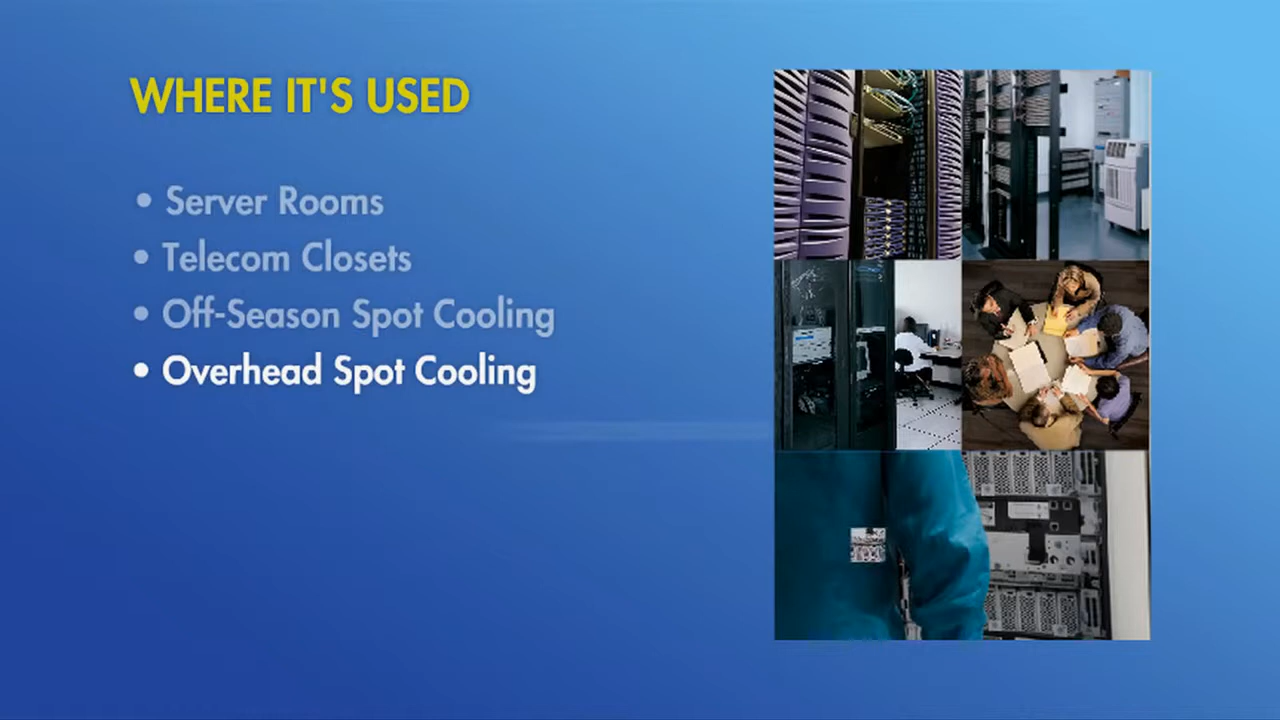 WHERE IT'S USED
• Server Rooms
• Telecom Closets
• Off-Season Spot Cooling
• Overhead Spot Cooling